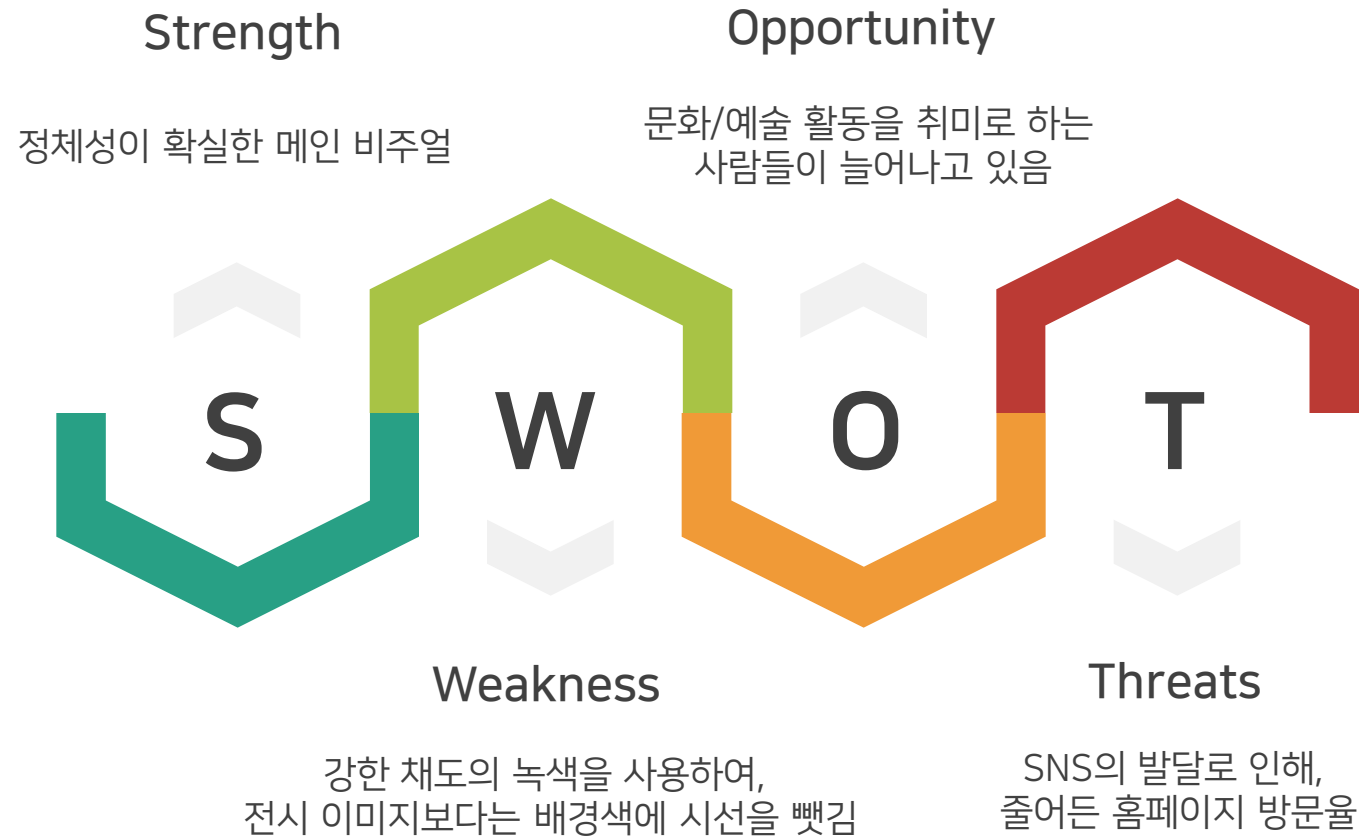 Strength
정체성이 확실한 메인 비주얼
Opportunity
문화/예술 활동을 취미로 하는
사람들이 늘어나고 있음
S
W
O
T
Weakness
강한 채도의 녹색을 사용하여,
전시 이미지보다는 배경색에 시선을 뺏김
Threats
SNS의 발달로 인해,
줄어든 홈페이지 방문율